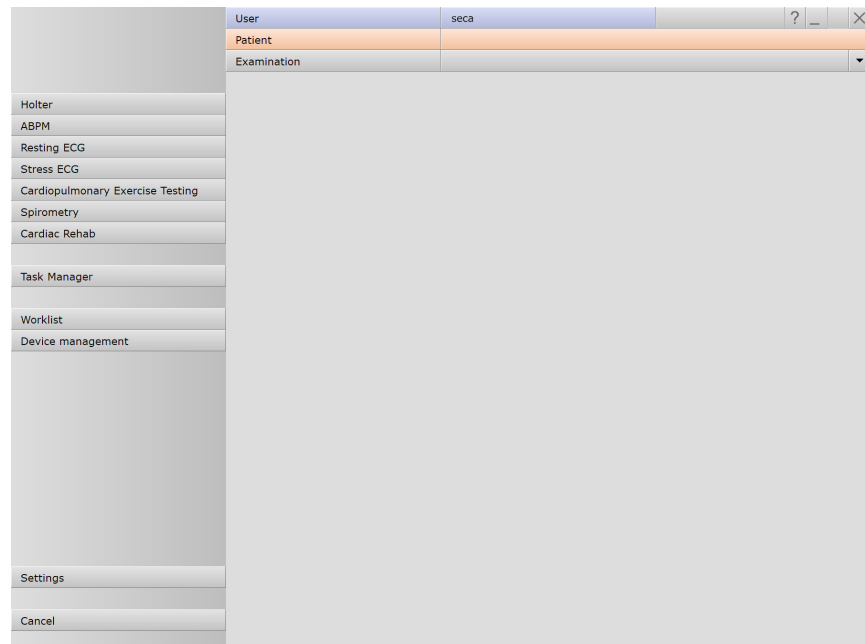 User seca ? _ X
Patient
Examination
Holter
ABPM
Resting ECG
Stress ECG
Cardiopulmonary Exercise Testing
Spirometry
Cardiac Rehab
Task Manager
Worklist
Device management
Settings
Cancel